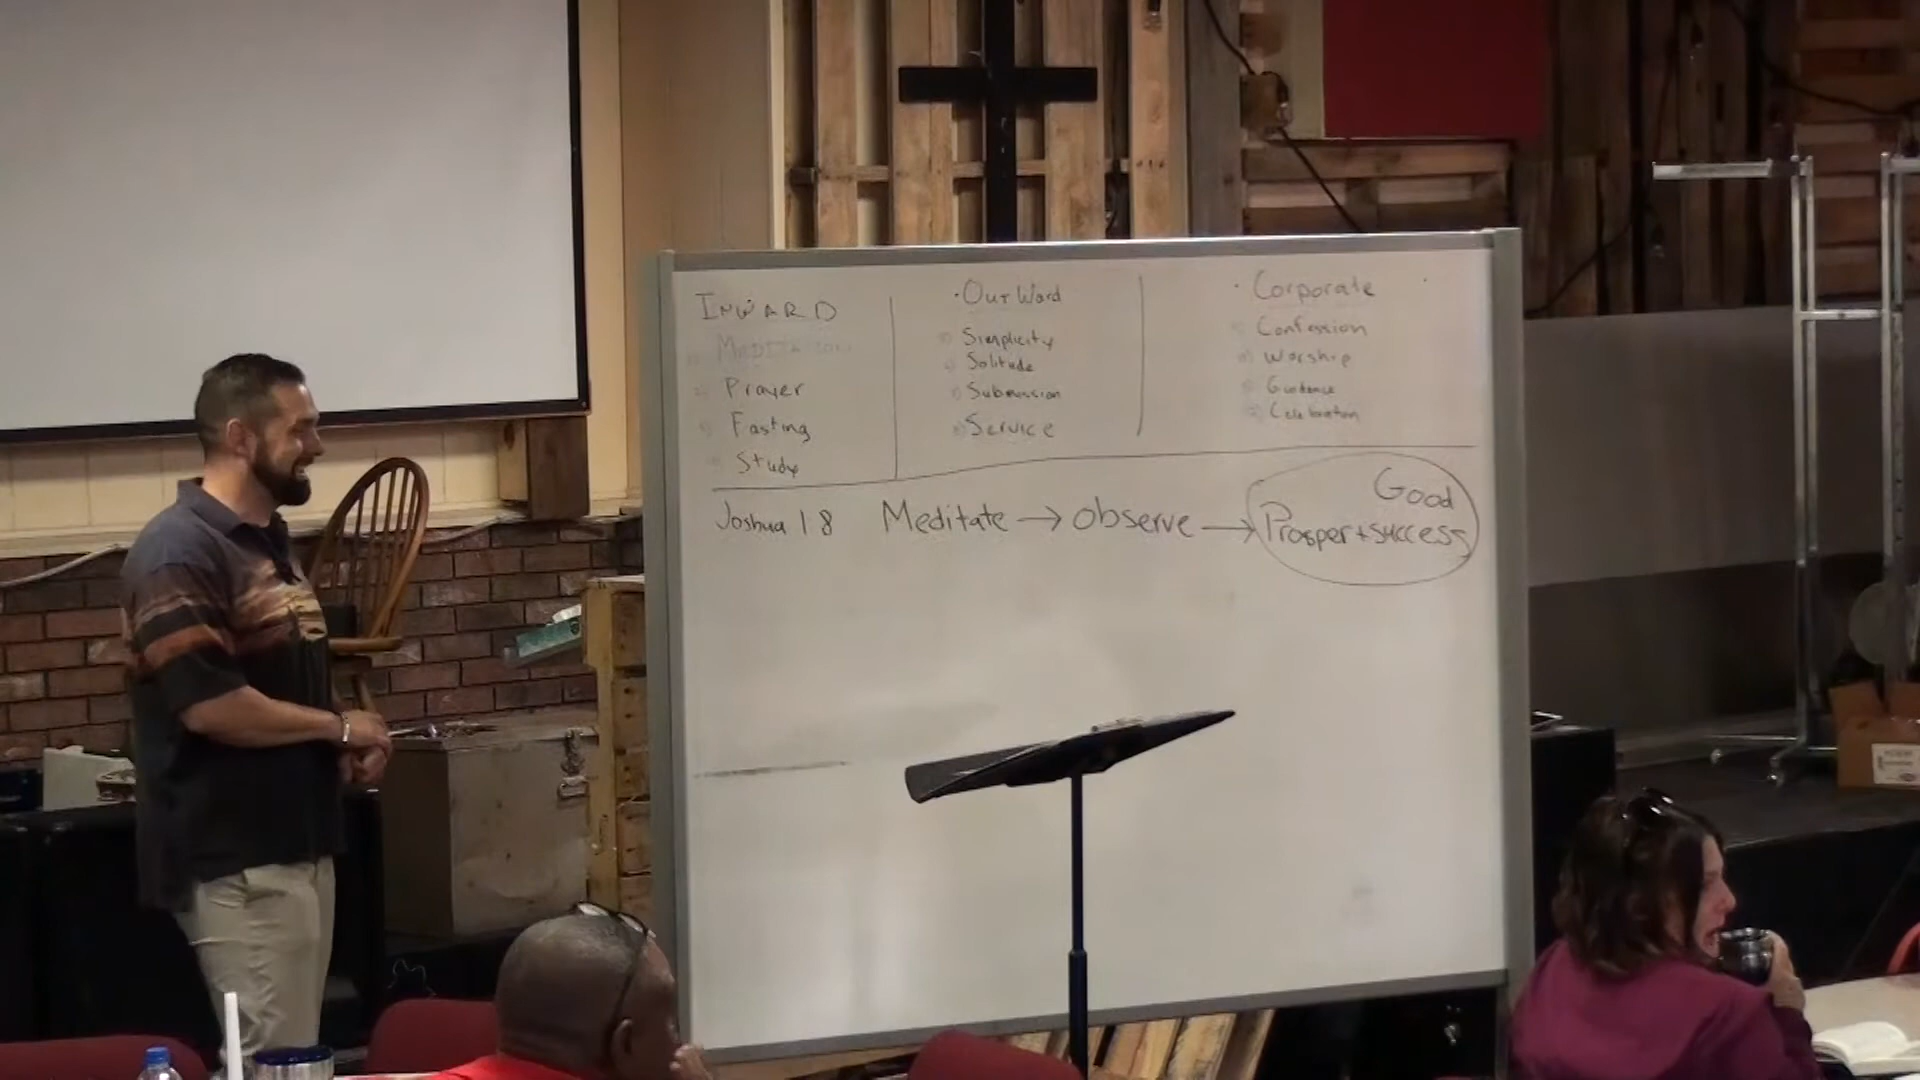 INWARD
Meditation
Prayer
Fasting
Study
• OutWard
Simplicity
Solitude
Submission
Service
• Corporate
Confession
Worship
Guidance
Celebration
Joshua 1 8 Meditate → observe → Good
Prosper + success